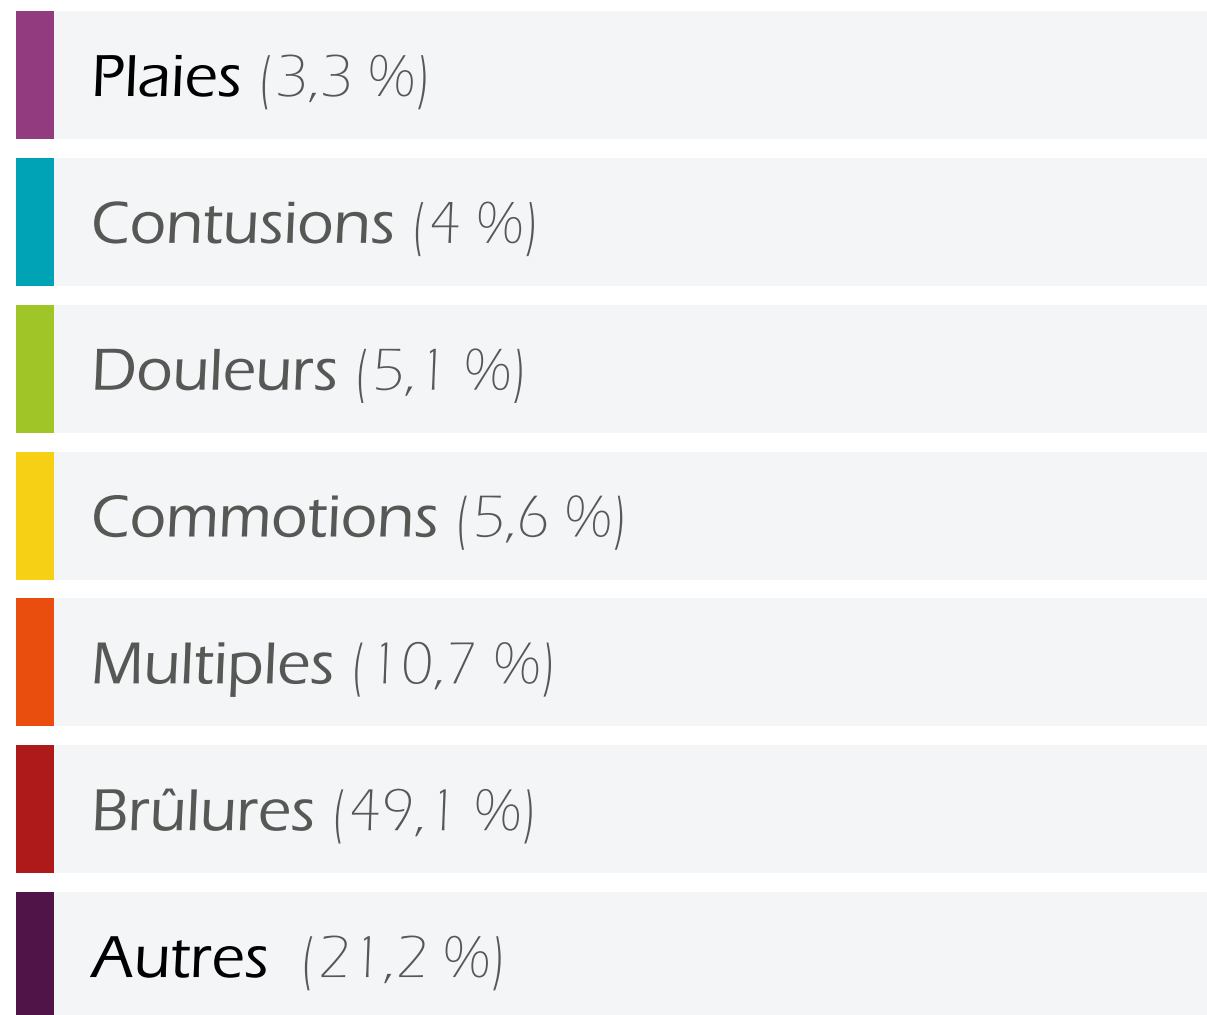 Plaies (3,3 %)
Contusions (4 %)
Douleurs (5,1 %)
Commotions (5,6 %)
Multiples (10,7 %)
Brûlures (49,1 %)
Autres (21,2 %)